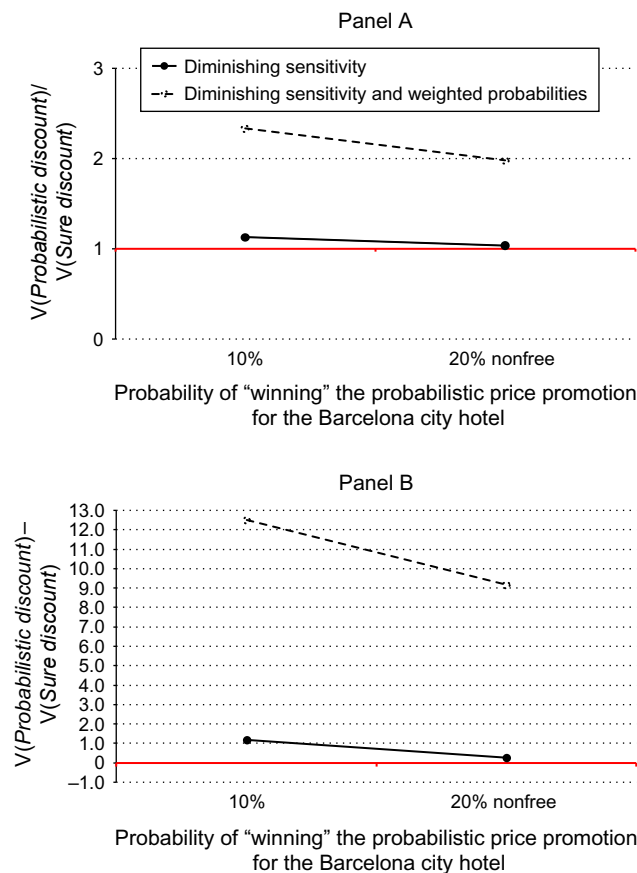 Panel A
V(Probabilistic discount)/
V(Sure discount)
3
2
1
0
Diminishing sensitivity
Diminishing sensitivity and weighted probabilities
10%
20% nonfree
Probability of “winning” the probabilistic price promotion
for the Barcelona city hotel
Panel B
V(Probabilistic discount)–
V(Sure discount)
13.0
12.0
11.0
10.0
9.0
8.0
7.0
6.0
5.0
4.0
3.0
2.0
1.0
0
–1.0
10%
20% nonfree
Probability of “winning” the probabilistic price promotion
for the Barcelona city hotel